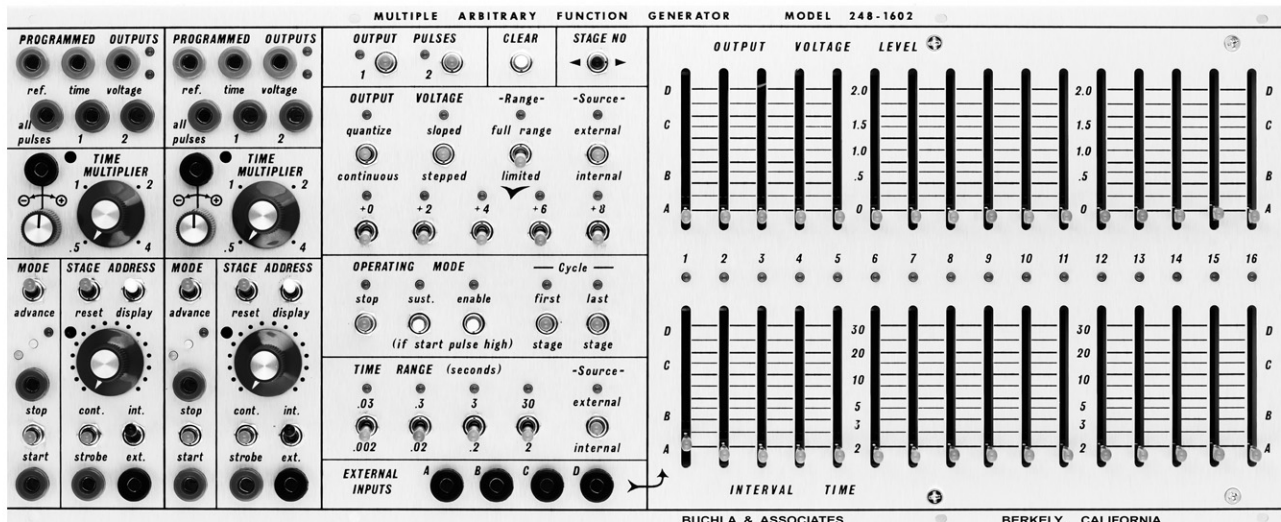 MULTIPLE ARBITRARY FUNCTION GENERATOR MODEL 248-1602
PROGRAMMED OUTPUTS
ref. time voltage
all pulses 1 2
TIME MULTIPLIER
1 2
.5 4
MODE STAGE ADDRESS
advance reset display
stop cont. int.
start strobe ext.
PROGRAMMED OUTPUTS
ref. time voltage
all pulses 1 2
TIME MULTIPLIER
1 2
.5 4
MODE STAGE ADDRESS
advance reset display
stop cont. int.
start strobe ext.
OUTPUT PULSES
1 2
CLEAR
STAGE NO
OUTPUT VOLTAGE -Range- -Source-
quantize sloped full range external
continuous stepped limited internal
+0 +2 +4 +6 +8
OPERATING MODE Cycle
stop sust. enable first last
(if start pulse high) stage stage
TIME RANGE (seconds) -Source-
.03 .3 3 30 external
.002 .02 .2 2 internal
EXTERNAL INPUTS A B C D
OUTPUT VOLTAGE LEVEL
D 2.0 2.0 D
C 1.5 1.5 C
1.0 1.0
B .5 .5 B
A 0 0 A
1 2 3 4 5 6 7 8 9 10 11 12 13 14 15 16
D 30 30 D
20 20
C 10 10 C
5 5
B 3 3 B
A 2 2 A
INTERVAL TIME
BUCHLA & ASSOCIATES BERKELY CALIFORNIA